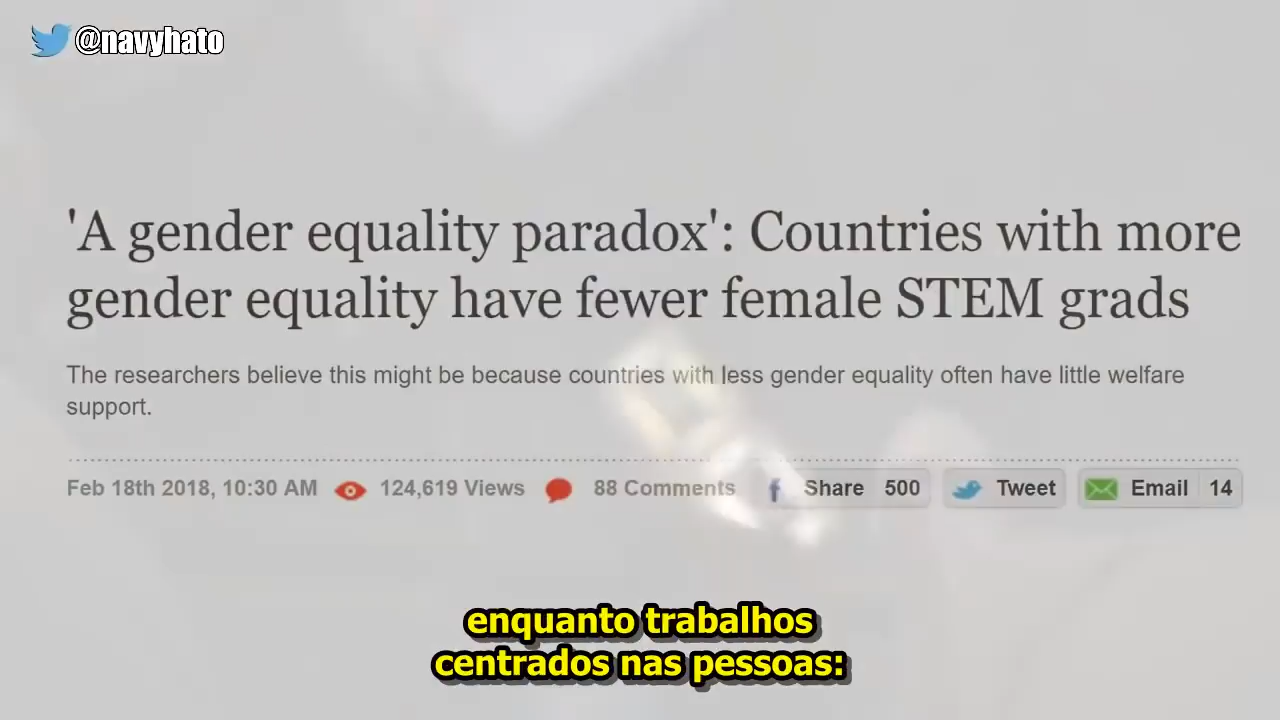 @navyhato
'A gender equality paradox': Countries with more
gender equality have fewer female STEM grads
The researchers believe this might be because countries with less gender equality often have little welfare
support.
Feb 18th 2018, 10:30 AM 124,619 Views 88 Comments Share 500 Tweet Email 14
enquanto trabalhos
centrados nas pessoas: